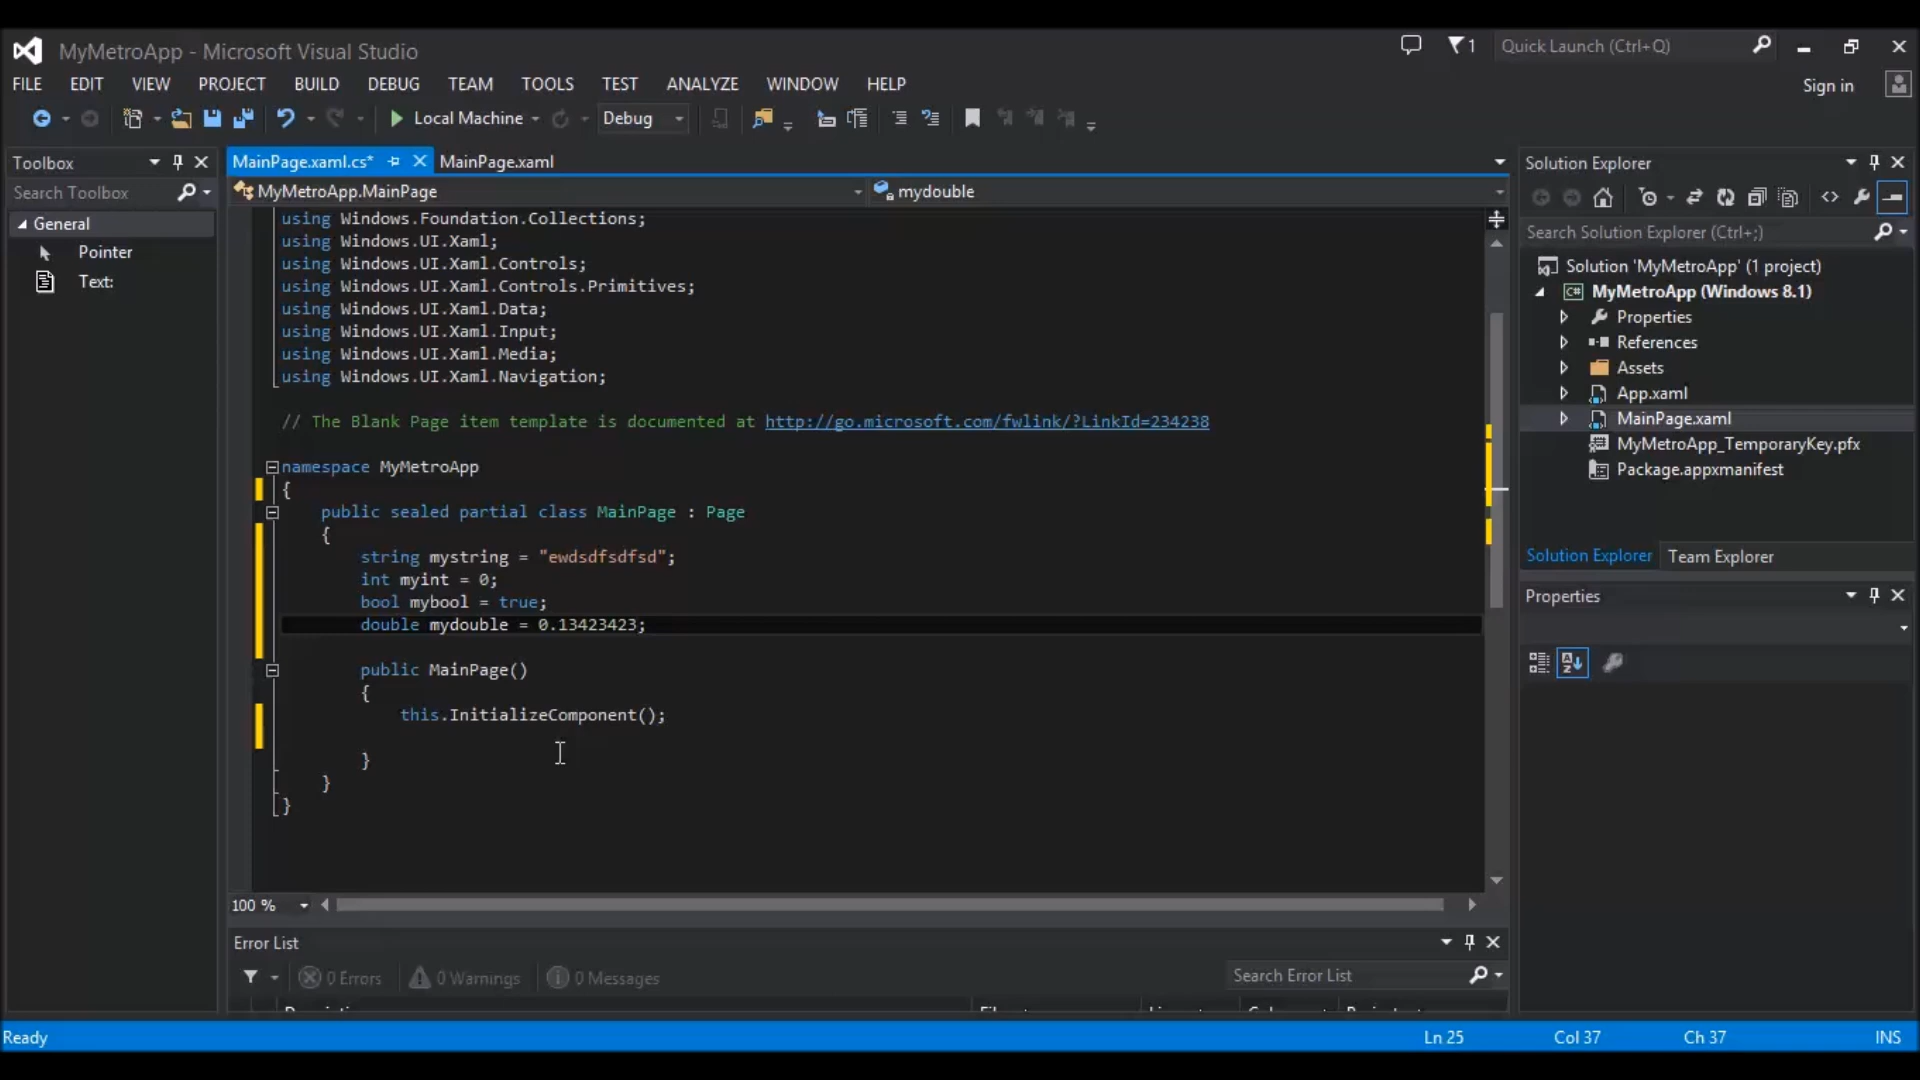 MyMetroApp - Microsoft Visual Studio
1
Quick Launch (Ctrl+Q)
FILE EDIT VIEW PROJECT BUILD DEBUG TEAM TOOLS TEST ANALYZE WINDOW HELP
Sign in
Local Machine
Debug
Toolbox
Search Toolbox
General
Pointer
Text:
MainPage.xaml.cs*
MainPage.xaml
MyMetroApp.MainPage
mydouble
using Windows.Foundation.Collections;
using Windows.UI.Xaml;
using Windows.UI.Xaml.Controls;
using Windows.UI.Xaml.Controls.Primitives;
using Windows.UI.Xaml.Data;
using Windows.UI.Xaml.Input;
using Windows.UI.Xaml.Media;
using Windows.UI.Xaml.Navigation;
// The Blank Page item template is documented at http://go.microsoft.com/fwlink/?LinkId=234238
namespace MyMetroApp
{
public sealed partial class MainPage : Page
{
string mystring = "ewdsdfsdfsd";
int myint = 0;
bool mybool = true;
double mydouble = 0.13423423;
public MainPage()
{
this.InitializeComponent();
}
}
}
100 %
Error List
0 Errors
0 Warnings
0 Messages
Search Error List
Solution Explorer
Search Solution Explorer (Ctrl+;)
Solution 'MyMetroApp' (1 project)
C# MyMetroApp (Windows 8.1)
Properties
References
Assets
App.xaml
MainPage.xaml
MyMetroApp_TemporaryKey.pfx
Package.appxmanifest
Solution Explorer
Team Explorer
Properties
Ready
Ln 25
Col 37
Ch 37
INS